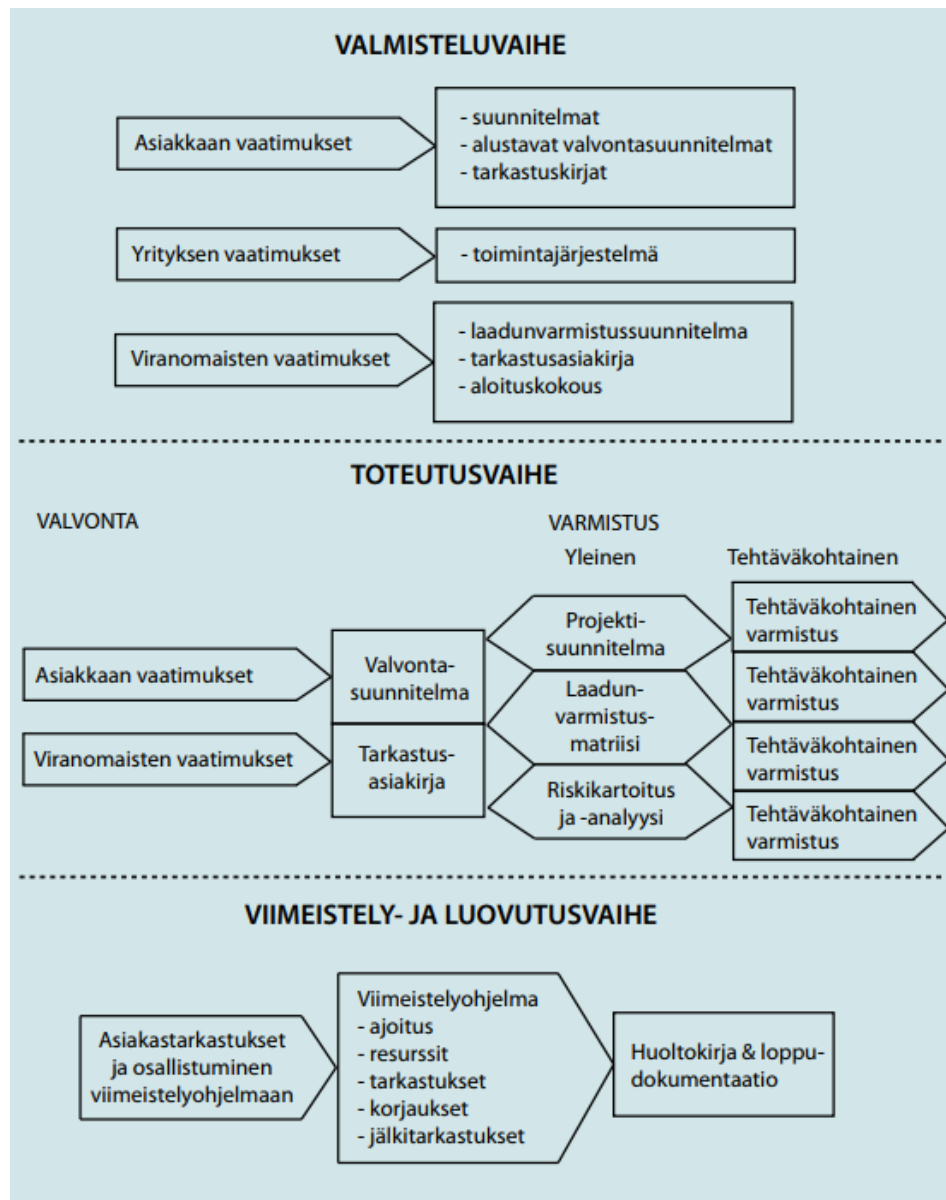 VALMISTELUVAIHE
Asiakkaan vaatimukset
- suunnitelmat
- alustavat valvontasuunnitelmat
- tarkastuskirjat
Yrityksen vaatimukset
- toimintajärjestelmä
Viranomaisten vaatimukset
- laadunvarmistussuunnitelma
- tarkastusasiakirja
- aloituskokous
TOTEUTUSVAIHE
VALVONTA
VARMISTUS
Yleinen
Tehtäväkohtainen
Asiakkaan vaatimukset
Viranomaisten vaatimukset
Valvonta-
suunnitelma
Tarkastus-
asiakirja
Projekti-
suunnitelma
Laadun-
varmistus-
matriisi
Riskikartoitus
ja -analyysi
Tehtäväkohtainen
varmistus
Tehtäväkohtainen
varmistus
Tehtäväkohtainen
varmistus
Tehtäväkohtainen
varmistus
VIIMEISTELY- JA LUOVUTUSVAIHE
Asiakastarkastukset
ja osallistuminen
viimeistelyohjelmaan
Viimeistelyohjelma
- ajoitus
- resurssit
- tarkastukset
- korjaukset
- jälkitarkastukset
Huoltokirja & loppu-
dokumentaatio